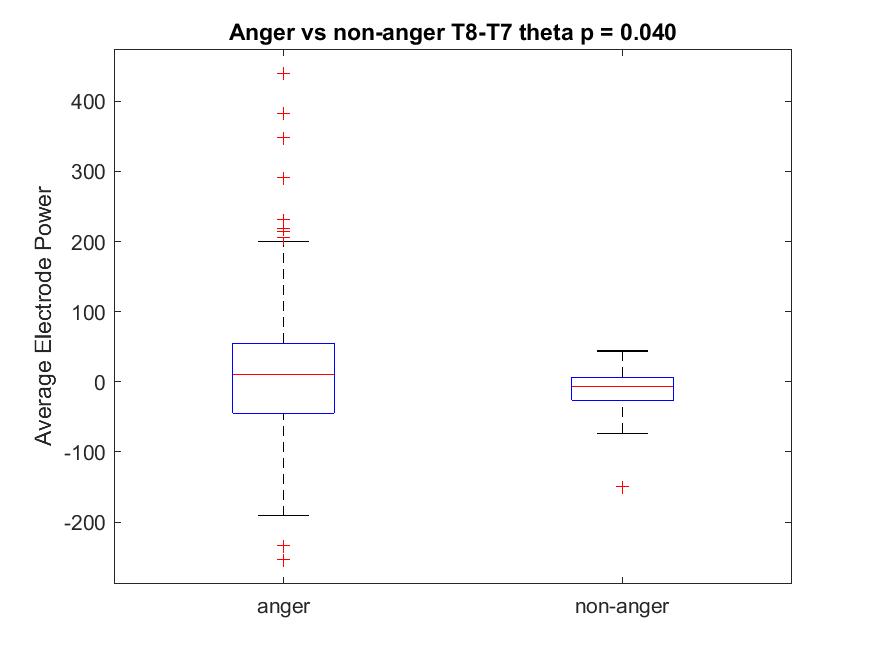 Anger vs non-anger T8-T7 theta p = 0.040
Average Electrode Power
400
300
200
100
0
-100
-200
anger
non-anger